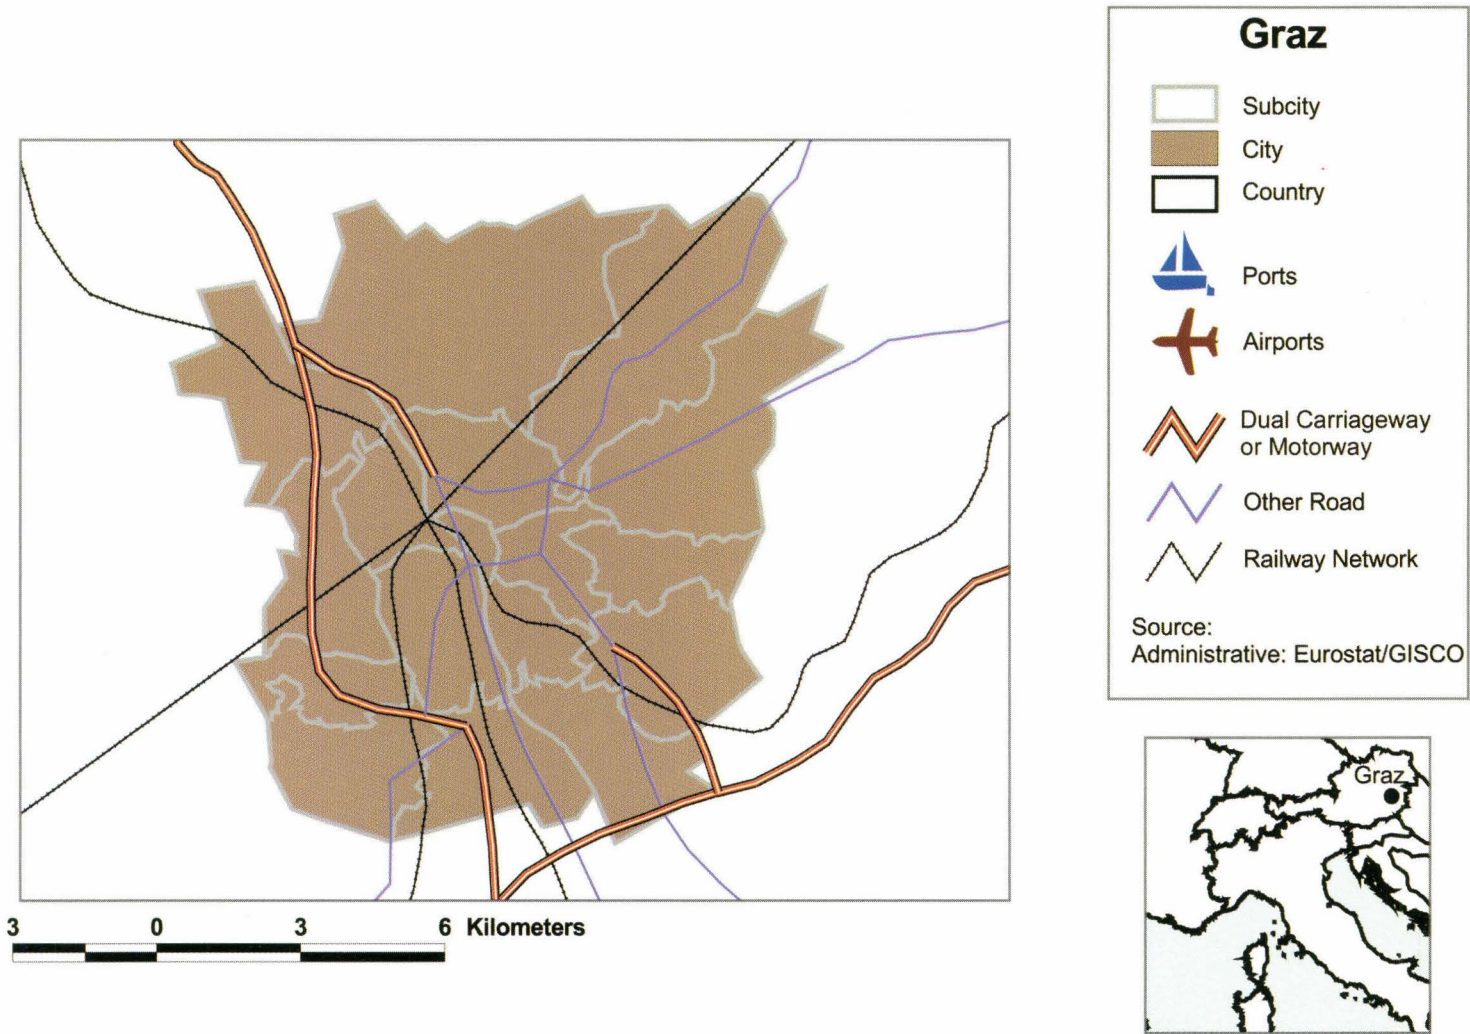 Graz
Subcity
City
Country
Ports
Airports
Dual Carriageway
or Motorway
Other Road
Railway Network
Source:
Administrative: Eurostat/GISCO
3 0 3 6 Kilometers
Graz